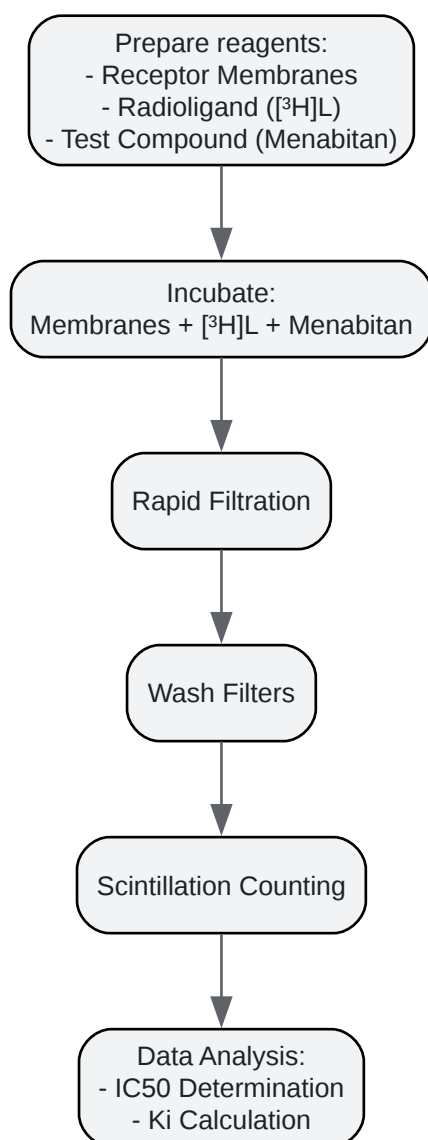 Prepare reagents:
- Receptor Membranes
- Radioligand ([³H]L)
- Test Compound (Menabitan)
Incubate:
Membranes + [³H]L + Menabitan
Rapid Filtration
Wash Filters
Scintillation Counting
Data Analysis:
- IC50 Determination
- Ki Calculation